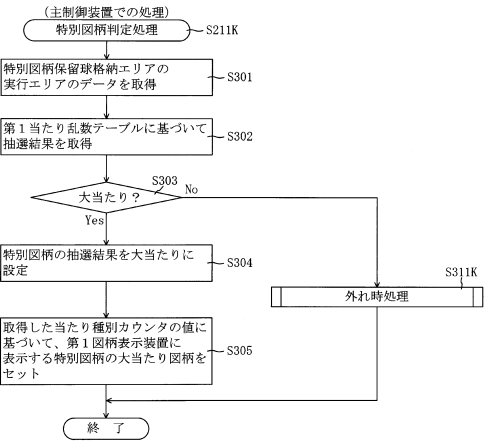 （主制御装置での処理）
特別図柄判定処理
S211K
特別図柄保留球格納エリアの
実行エリアのデータを取得
S301
第１当たり乱数テーブルに基づいて
抽選結果を取得
S302
S303
大当たり？
No
Yes
特別図柄の抽選結果を大当たりに
設定
S304
S311K
外れ時処理
取得した当たり種別カウンタの値に
基づいて、第１図柄表示装置に
表示する特別図柄の大当たり図柄を
セット
S305
終 了